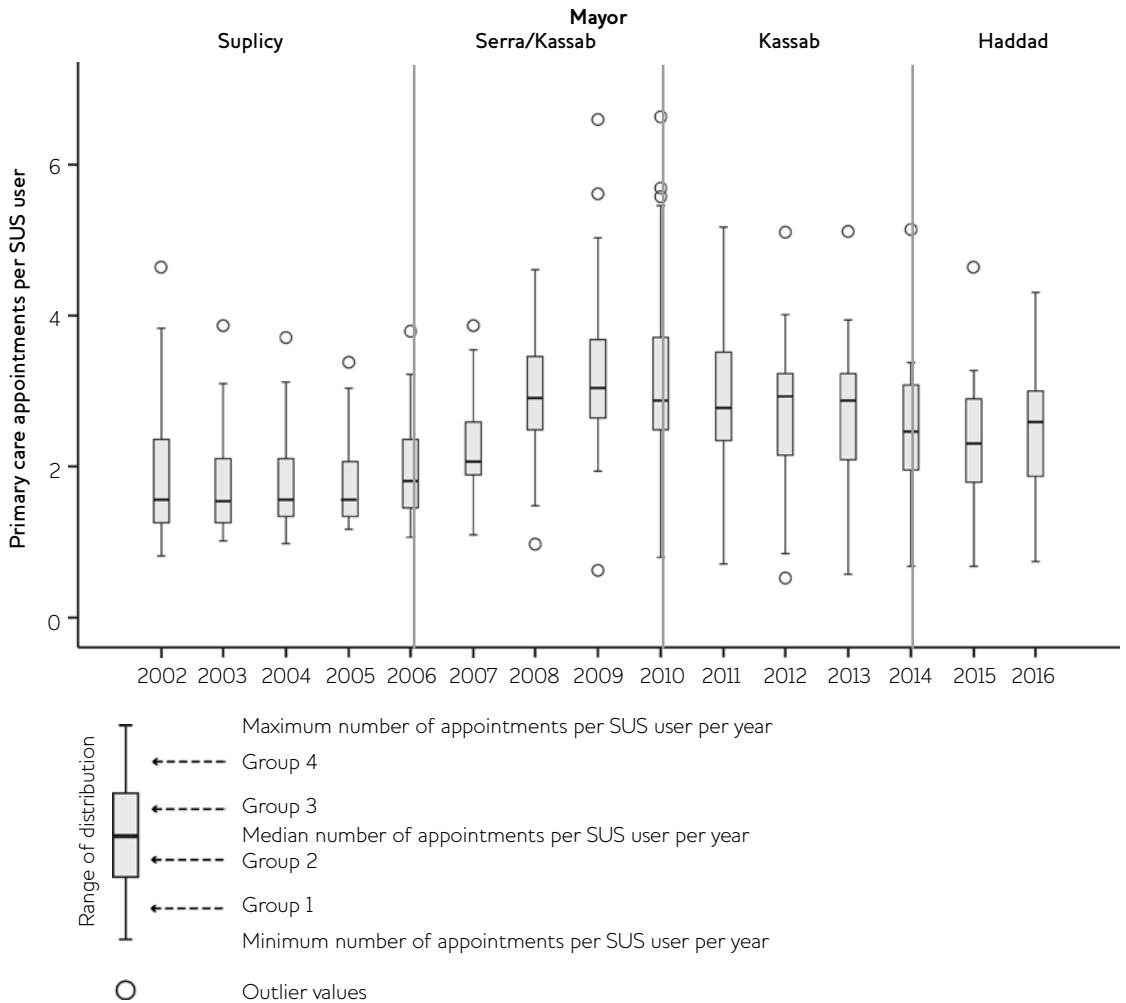 Mayor
Suplicy Serra/Kassab Kassab Haddad
Primary care appointments per SUS user
6
4
2
0
2002 2003 2004 2005 2006 2007 2008 2009 2010 2011 2012 2013 2014 2015 2016
Range of distribution
Maximum number of appointments per SUS user per year
Group 4
Group 3
Median number of appointments per SUS user per year
Group 2
Group 1
Minimum number of appointments per SUS user per year
Outlier values